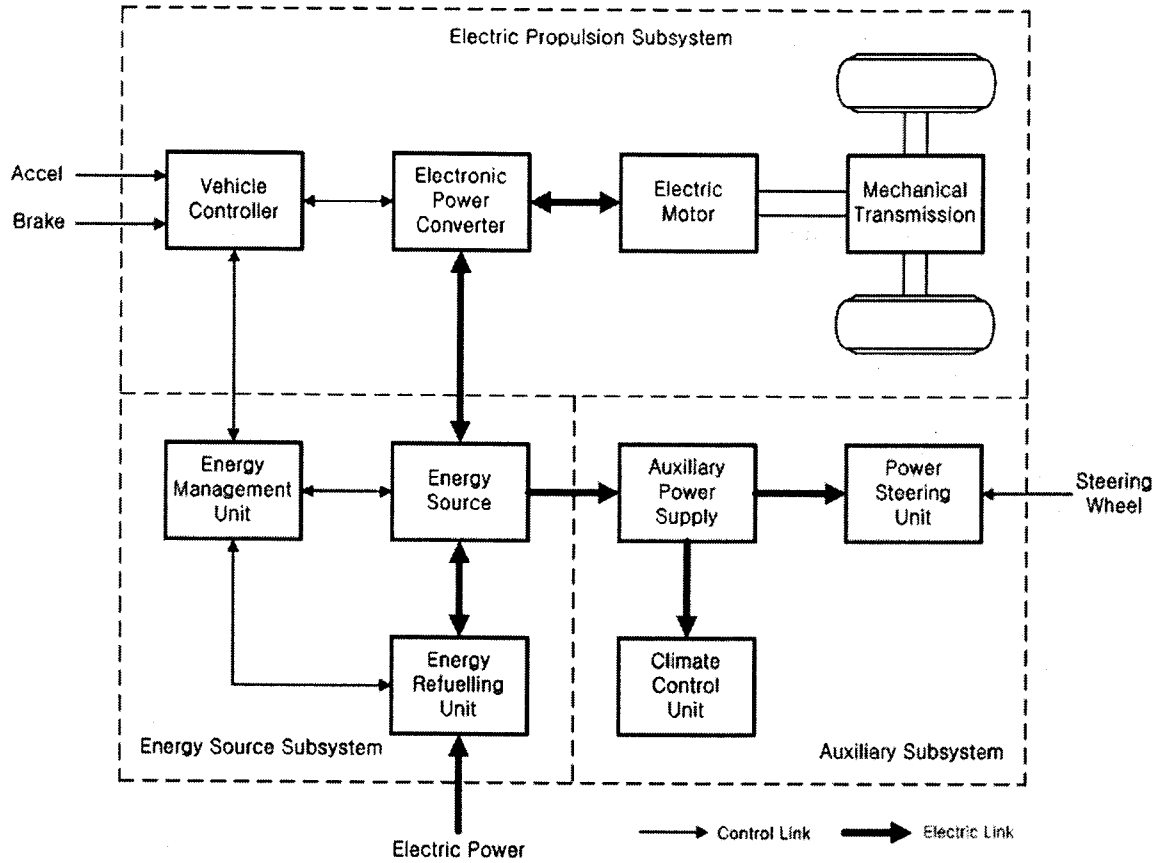 Electric Propulsion Subsystem
Accel
Brake
Vehicle
Controller
Electronic
Power
Converter
Electric
Motor
Mechanical
Transmission
Energy
Management
Unit
Energy
Source
Auxiliary
Power
Supply
Power
Steering
Unit
Steering
Wheel
Energy
Refuelling
Unit
Climate
Control
Unit
Energy Source Subsystem
Auxiliary Subsystem
Electric Power
Control Link
Electric Link